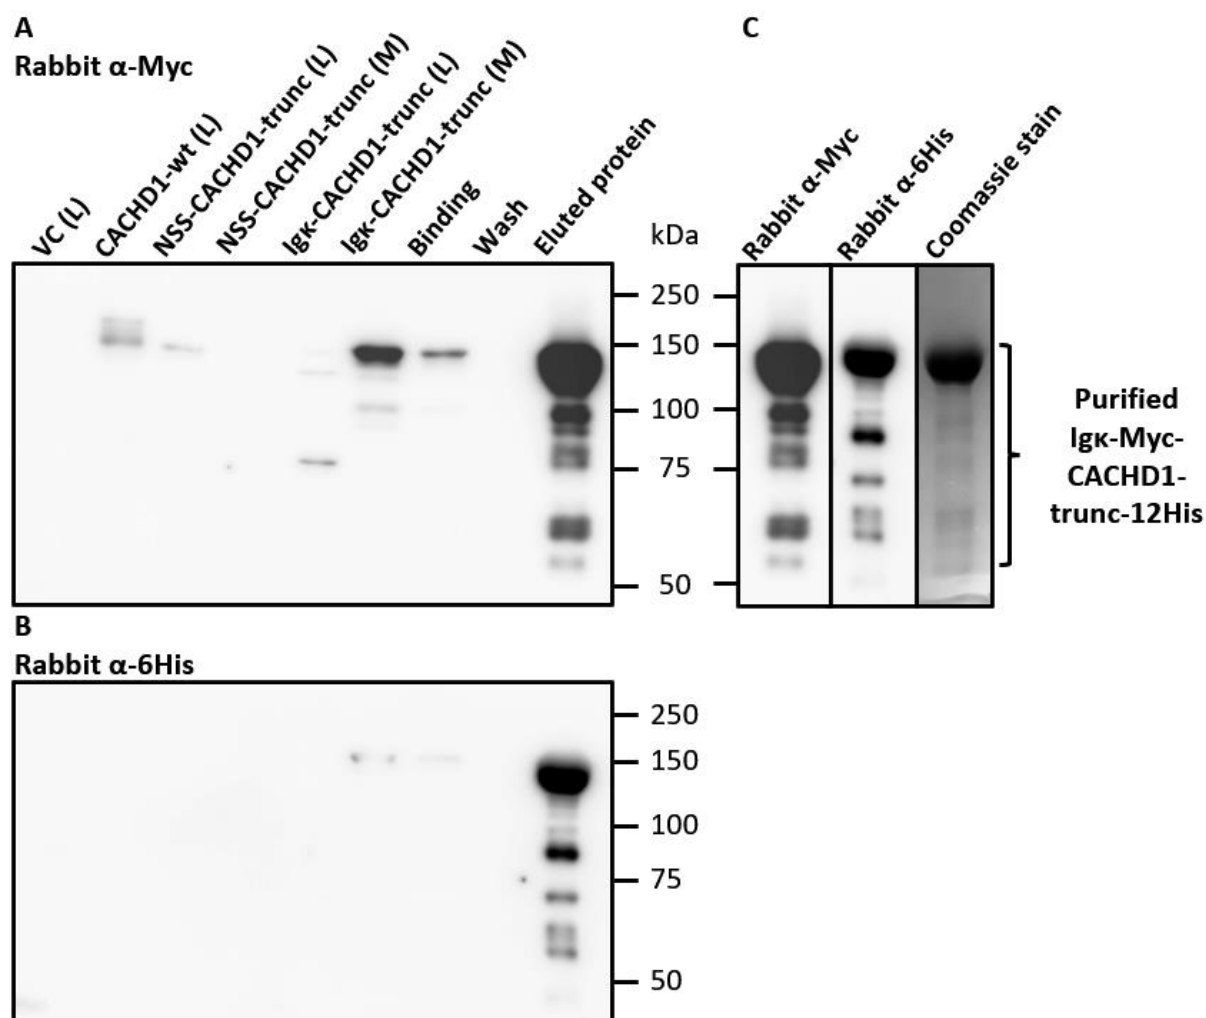 A
Rabbit α-Myc
VC (L)
CACHD1-wt (L)
NSS-CACHD1-trunc (L)
NSS-CACHD1-trunc (M)
Igκ-CACHD1-trunc (L)
Igκ-CACHD1-trunc (M)
Binding
Wash
Eluted protein
kDa
250
150
100
75
50
C
Rabbit α-Myc
Rabbit α-6His
Coomassie stain
Purified
Igκ-Myc-
CACHD1-
trunc-12His
B
Rabbit α-6His
250
150
100
75
50